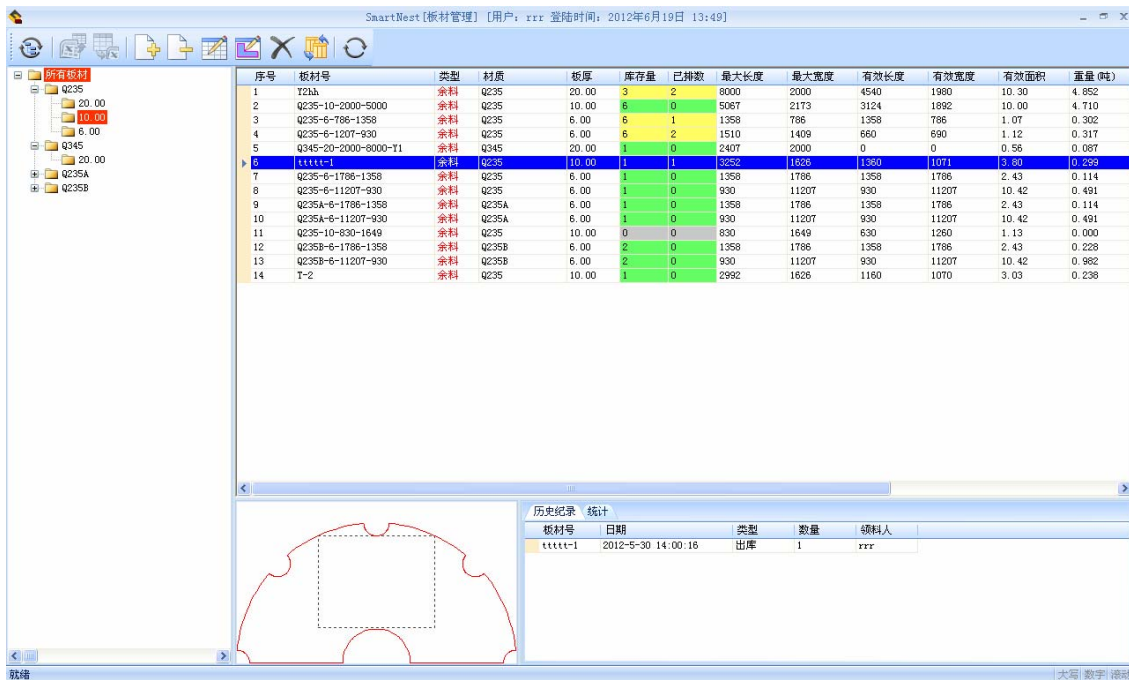 SmartNest[板材管理] [用户: rrr 登陆时间: 2012年6月19日 13:49]
所有板材
Q235
20.00
10.00
6.00
Q345
20.00
Q235A
Q235B
序号 板材号 类型 材质 板厚 库存量 已排数 最大长度 最大宽度 有效长度 有效宽度 有效面积 重量(吨)
1 Y2hh 余料 Q235 20.00 3 2 8000 2000 4540 1980 10.30 4.852
2 Q235-10-2000-5000 余料 Q235 10.00 6 0 5067 2173 3124 1892 10.00 4.710
3 Q235-6-786-1358 余料 Q235 6.00 6 1 1358 786 1358 786 1.07 0.302
4 Q235-6-1207-930 余料 Q235 6.00 6 2 1510 1409 660 690 1.12 0.317
5 Q345-20-2000-8000-Y1 余料 Q345 20.00 1 0 2407 2000 0 0 0.56 0.087
6 ttttt-1 余料 Q235 10.00 1 1 3252 1626 1360 1071 3.80 0.299
7 Q235-6-1786-1358 余料 Q235 6.00 1 0 1358 1786 1358 1786 2.43 0.114
8 Q235-6-11207-930 余料 Q235 6.00 1 0 930 11207 930 11207 10.42 0.491
9 Q235A-6-1786-1358 余料 Q235A 6.00 1 0 1358 1786 1358 1786 2.43 0.114
10 Q235A-6-11207-930 余料 Q235A 6.00 1 0 930 11207 930 11207 10.42 0.491
11 Q235-10-830-1649 余料 Q235 10.00 0 0 830 1649 630 1260 1.13 0.000
12 Q235B-6-1786-1358 余料 Q235B 6.00 2 0 1358 1786 1358 1786 2.43 0.228
13 Q235B-6-11207-930 余料 Q235B 6.00 2 0 930 11207 930 11207 10.42 0.982
14 T-2 余料 Q235 10.00 1 0 2992 1626 1160 1070 3.03 0.238
历史纪录 统计
板材号 日期 类型 数量 领料人
ttttt-1 2012-5-30 14:00:16 出库 1 rrr
就绪 大写 数字 滚动